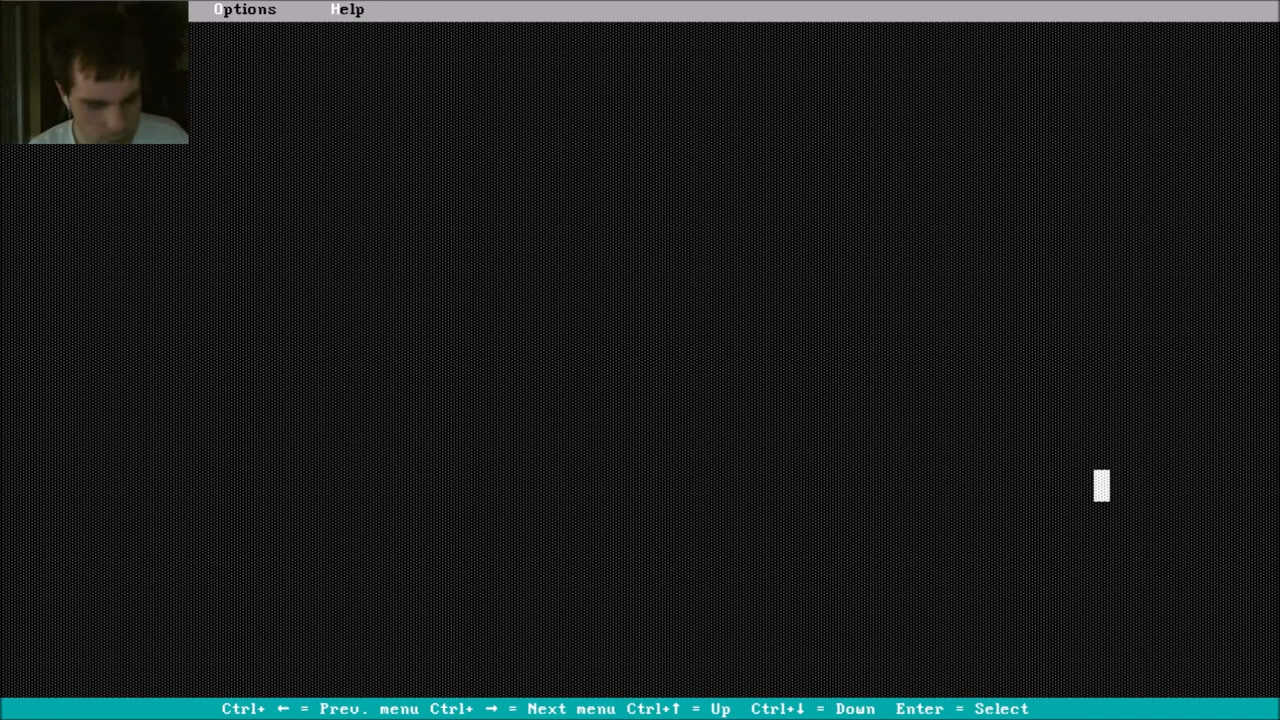 Options Help
Ctrl+ ← = Prev. menu Ctrl+ → = Next menu Ctrl+↑ = Up Ctrl+↓ = Down Enter = Select